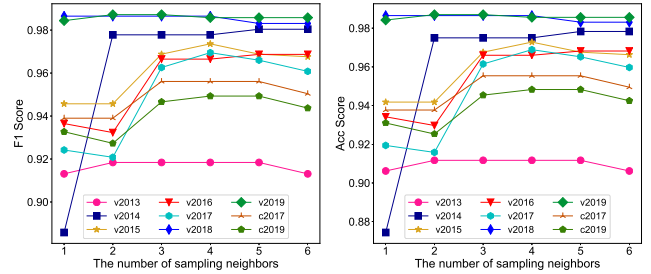 F1 Score
0.98
0.96
0.94
0.92
0.90
v2013 v2016 v2019
v2014 v2017 c2017
v2015 v2018 c2019
1 2 3 4 5 6
The number of sampling neighbors
Acc Score
0.98
0.96
0.94
0.92
0.90
0.88
v2013 v2016 v2019
v2014 v2017 c2017
v2015 v2018 c2019
1 2 3 4 5 6
The number of sampling neighbors